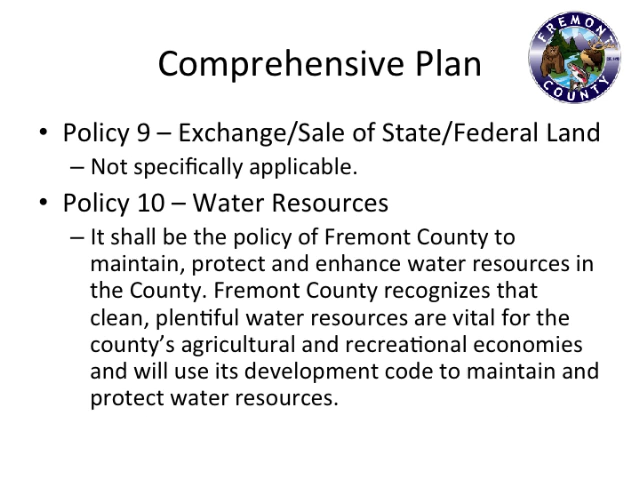 Comprehensive Plan
FREMONT
COUNTY
• Policy 9 – Exchange/Sale of State/Federal Land
– Not specifically applicable.
• Policy 10 – Water Resources
– It shall be the policy of Fremont County to
maintain, protect and enhance water resources in
the County. Fremont County recognizes that
clean, plentiful water resources are vital for the
county’s agricultural and recreational economies
and will use its development code to maintain and
protect water resources.